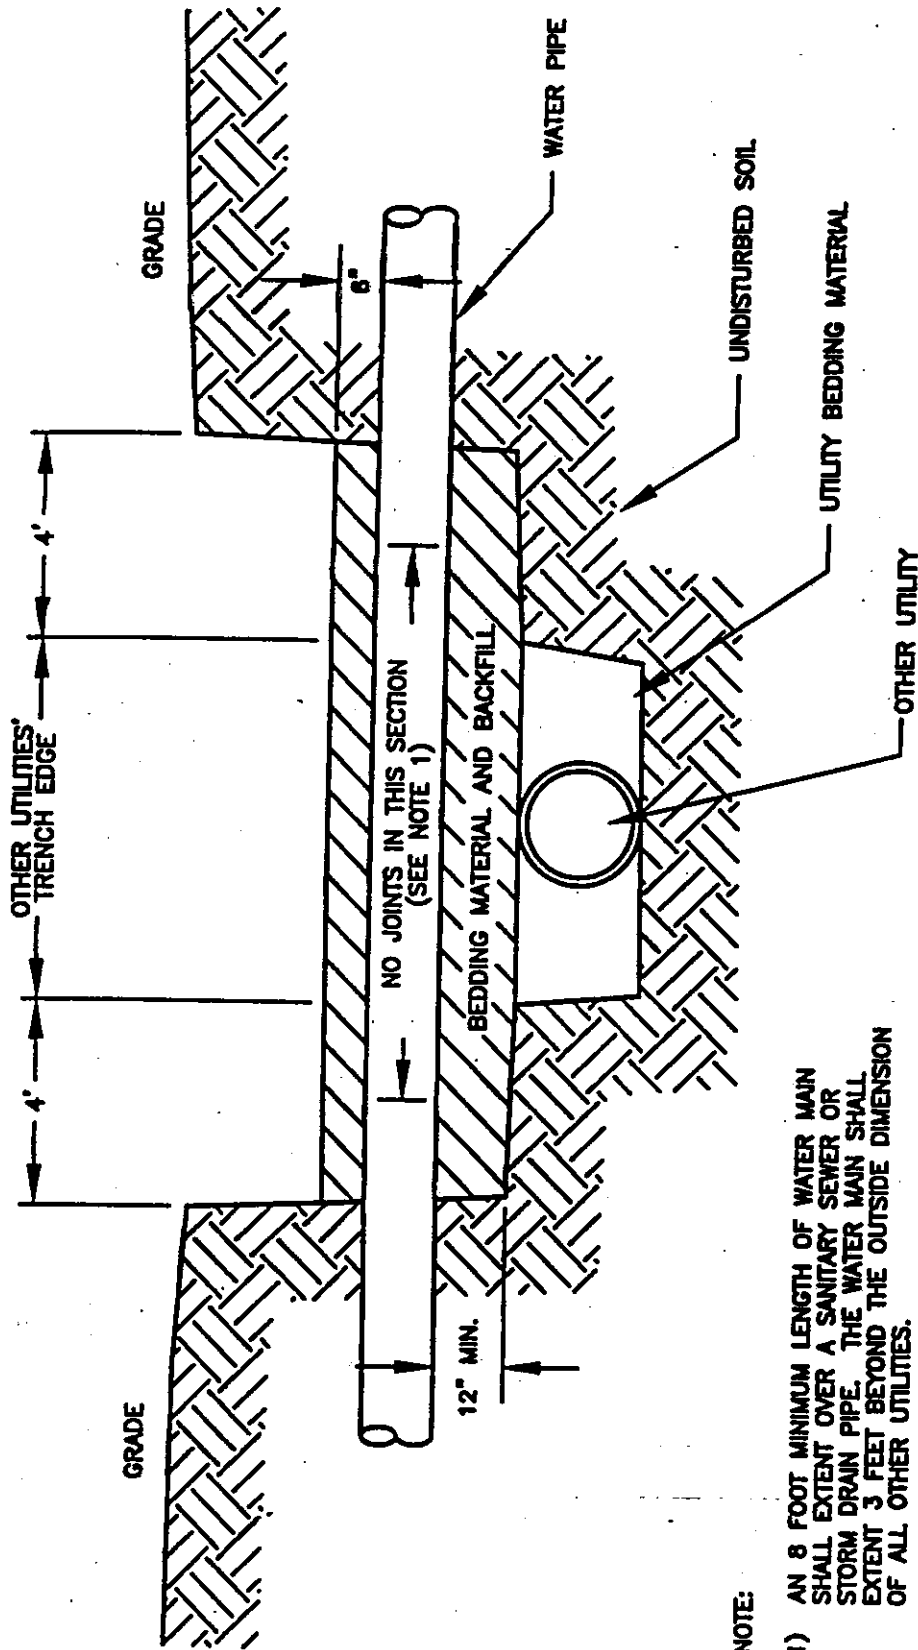 OTHER UTILITIES'
TRENCH EDGE
4'
4'
GRADE
GRADE
6"
NO JOINTS IN THIS SECTION
(SEE NOTE 1)
BEDDING MATERIAL AND BACKFILL
12" MIN.
WATER PIPE
UNDISTURBED SOIL
UTILITY BEDDING MATERIAL
OTHER UTILITY
NOTE:
1) AN 8 FOOT MINIMUM LENGTH OF WATER MAIN
SHALL EXTENT OVER A SANITARY SEWER OR
STORM DRAIN PIPE. THE WATER MAIN SHALL
EXTENT 3 FEET BEYOND THE OUTSIDE DIMENSION
OF ALL OTHER UTILITIES.